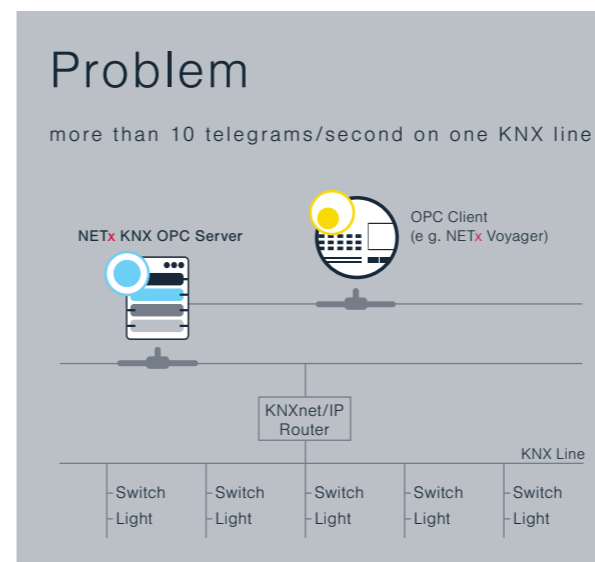 Problem
more than 10 telegrams/second on one KNX line
OPC Client
(e g. NETx Voyager)
NETx KNX OPC Server
KNXnet/IP
Router
KNX Line
Switch
Switch
Switch
Switch
Switch
Light
Light
Light
Light
Light